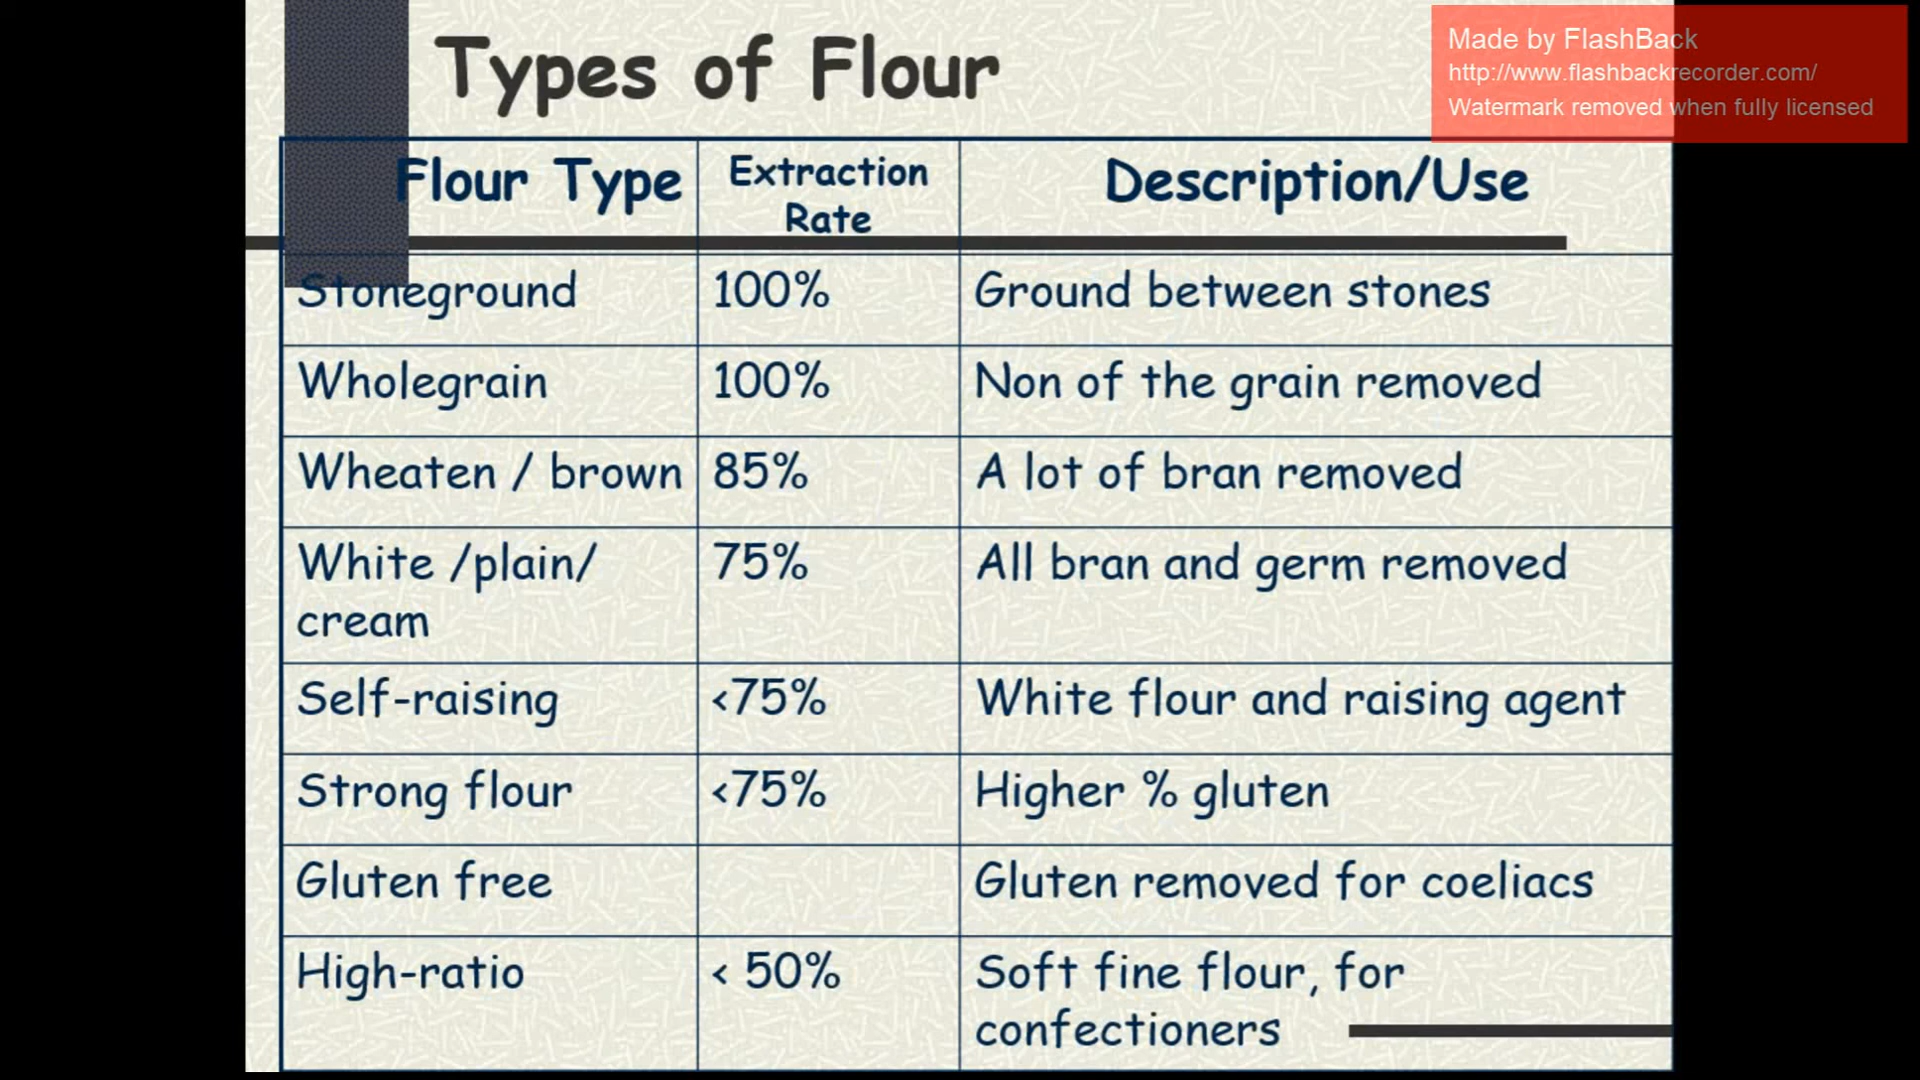 Types of Flour
Made by FlashBack
http://www.flashbackrecorder.com/
Watermark removed when fully licensed
Flour Type Extraction Rate Description/Use
Stoneground 100% Ground between stones
Wholegrain 100% Non of the grain removed
Wheaten / brown 85% A lot of bran removed
White /plain/ 75% All bran and germ removed
cream
Self-raising <75% White flour and raising agent
Strong flour <75% Higher % gluten
Gluten free Gluten removed for coeliacs
High-ratio < 50% Soft fine flour, for
confectioners